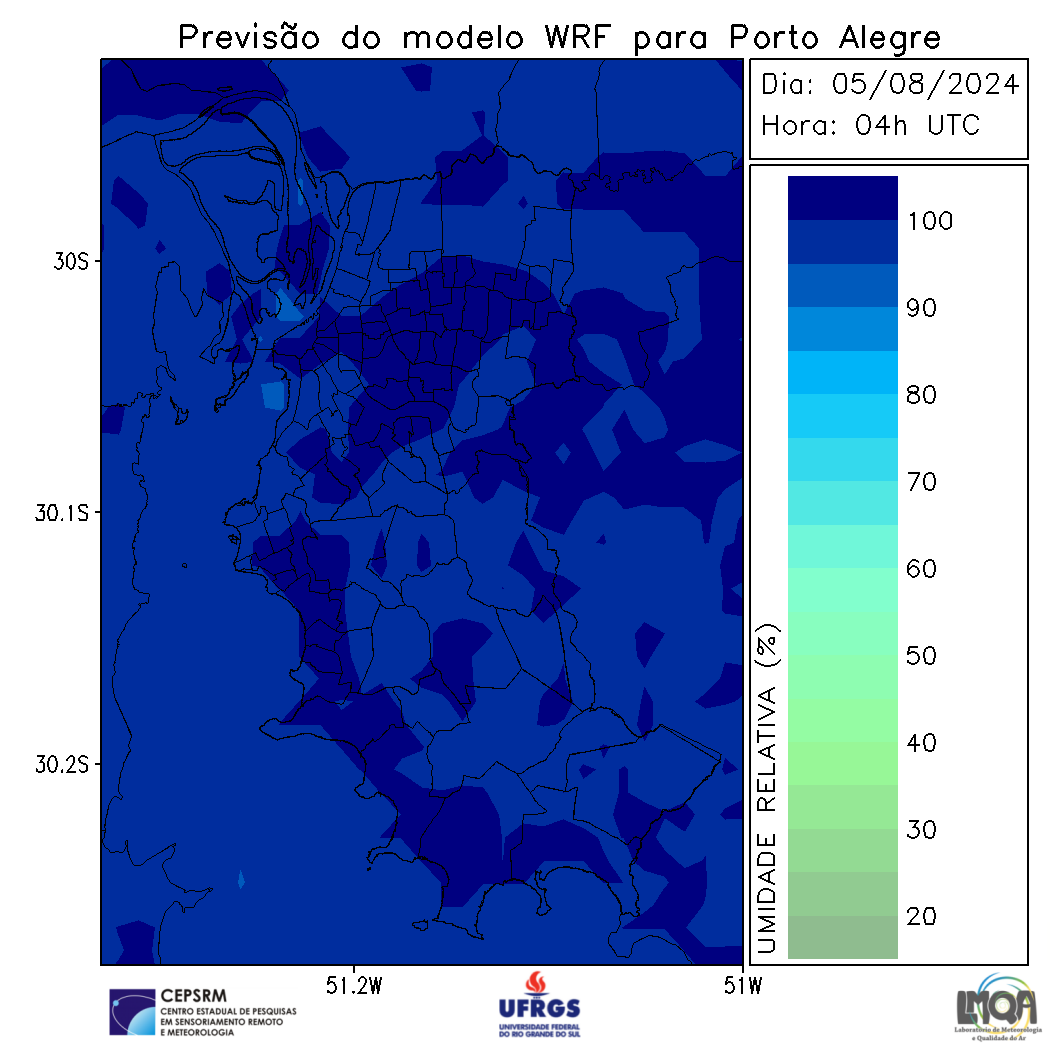 Previsão do modelo WRF para Porto Alegre
Dia: 05/08/2024
Hora: 04h UTC
30S
30.1S
30.2S
51.2W
51W
100
90
80
70
60
50
40
30
20
UMIDADE RELATIVA (%)
CEPSRM
CENTRO ESTADUAL DE PESQUISAS
EM SENSORIAMENTO REMOTO
E METEOROLOGIA
UFRGS
UNIVERSIDADE FEDERAL
DO RIO GRANDE DO SUL
LMQA
Laboratório de Meteorologia
e Qualidade do Ar